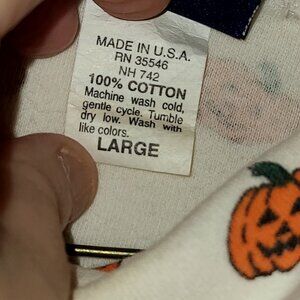 MADE IN U.S.A.
RN 35546
NH 742
100% COTTON
Machine wash cold,
gentle cycle. Tumble
dry low. Wash with
like colors.
LARGE